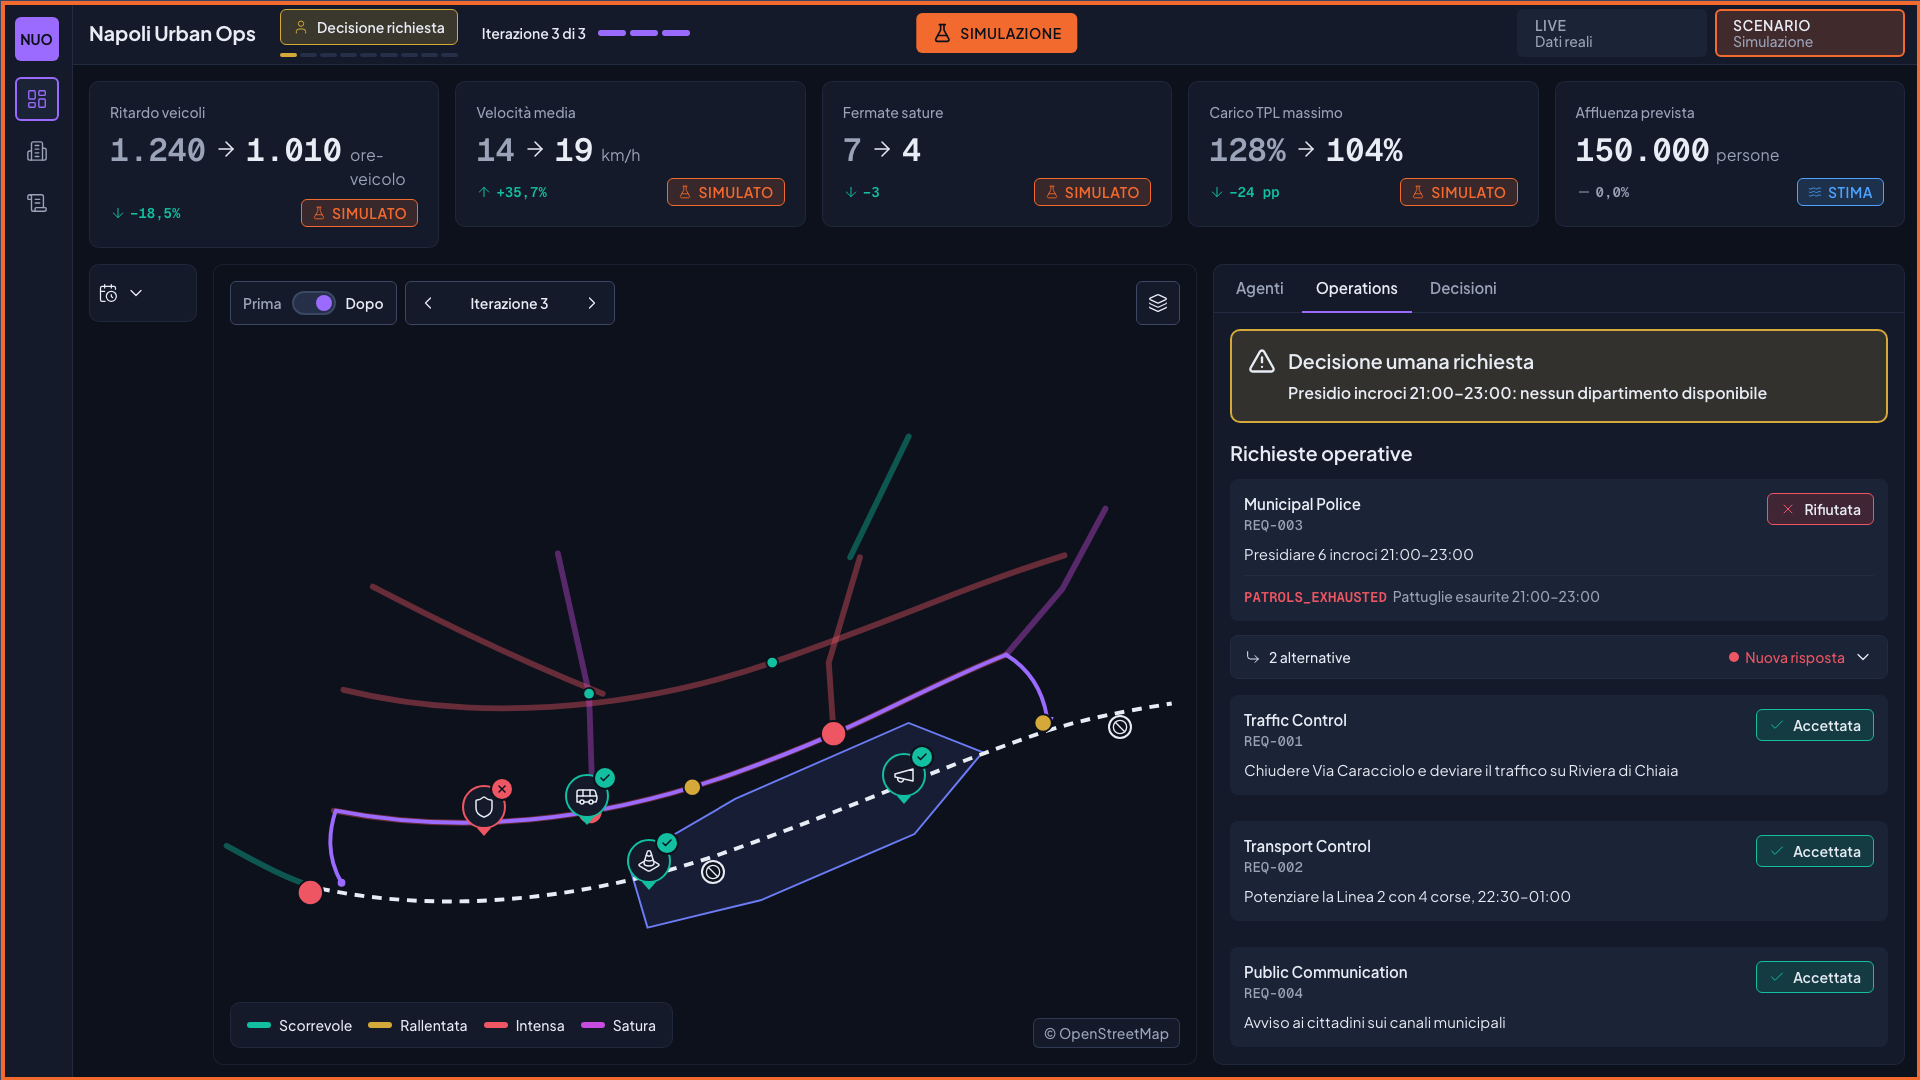 NUO
Napoli Urban Ops
Decisione richiesta
Iterazione 3 di 3
SIMULAZIONE
LIVE
Dati reali
SCENARIO
Simulazione
Ritardo veicoli
1.240 → 1.010 ore-veicolo
↓ −18,5%
SIMULATO
Velocità media
14 → 19 km/h
↑ +35,7%
SIMULATO
Fermate sature
7 → 4
↓ −3
SIMULATO
Carico TPL massimo
128% → 104%
↓ −24 pp
SIMULATO
Affluenza prevista
150.000 persone
— 0,0%
STIMA
Prima
Dopo
Iterazione 3
Scorrevole
Rallentata
Intensa
Satura
© OpenStreetMap
Agenti
Operations
Decisioni
Decisione umana richiesta
Presidio incroci 21:00–23:00: nessun dipartimento disponibile
Richieste operative
Municipal Police
REQ-003
Rifiutata
Presidiare 6 incroci 21:00–23:00
PATROLS_EXHAUSTED Pattuglie esaurite 21:00–23:00
2 alternative
Nuova risposta
Traffic Control
REQ-001
Accettata
Chiudere Via Caracciolo e deviare il traffico su Riviera di Chiaia
Transport Control
REQ-002
Accettata
Potenziare la Linea 2 con 4 corse, 22:30–01:00
Public Communication
REQ-004
Accettata
Avviso ai cittadini sui canali municipali